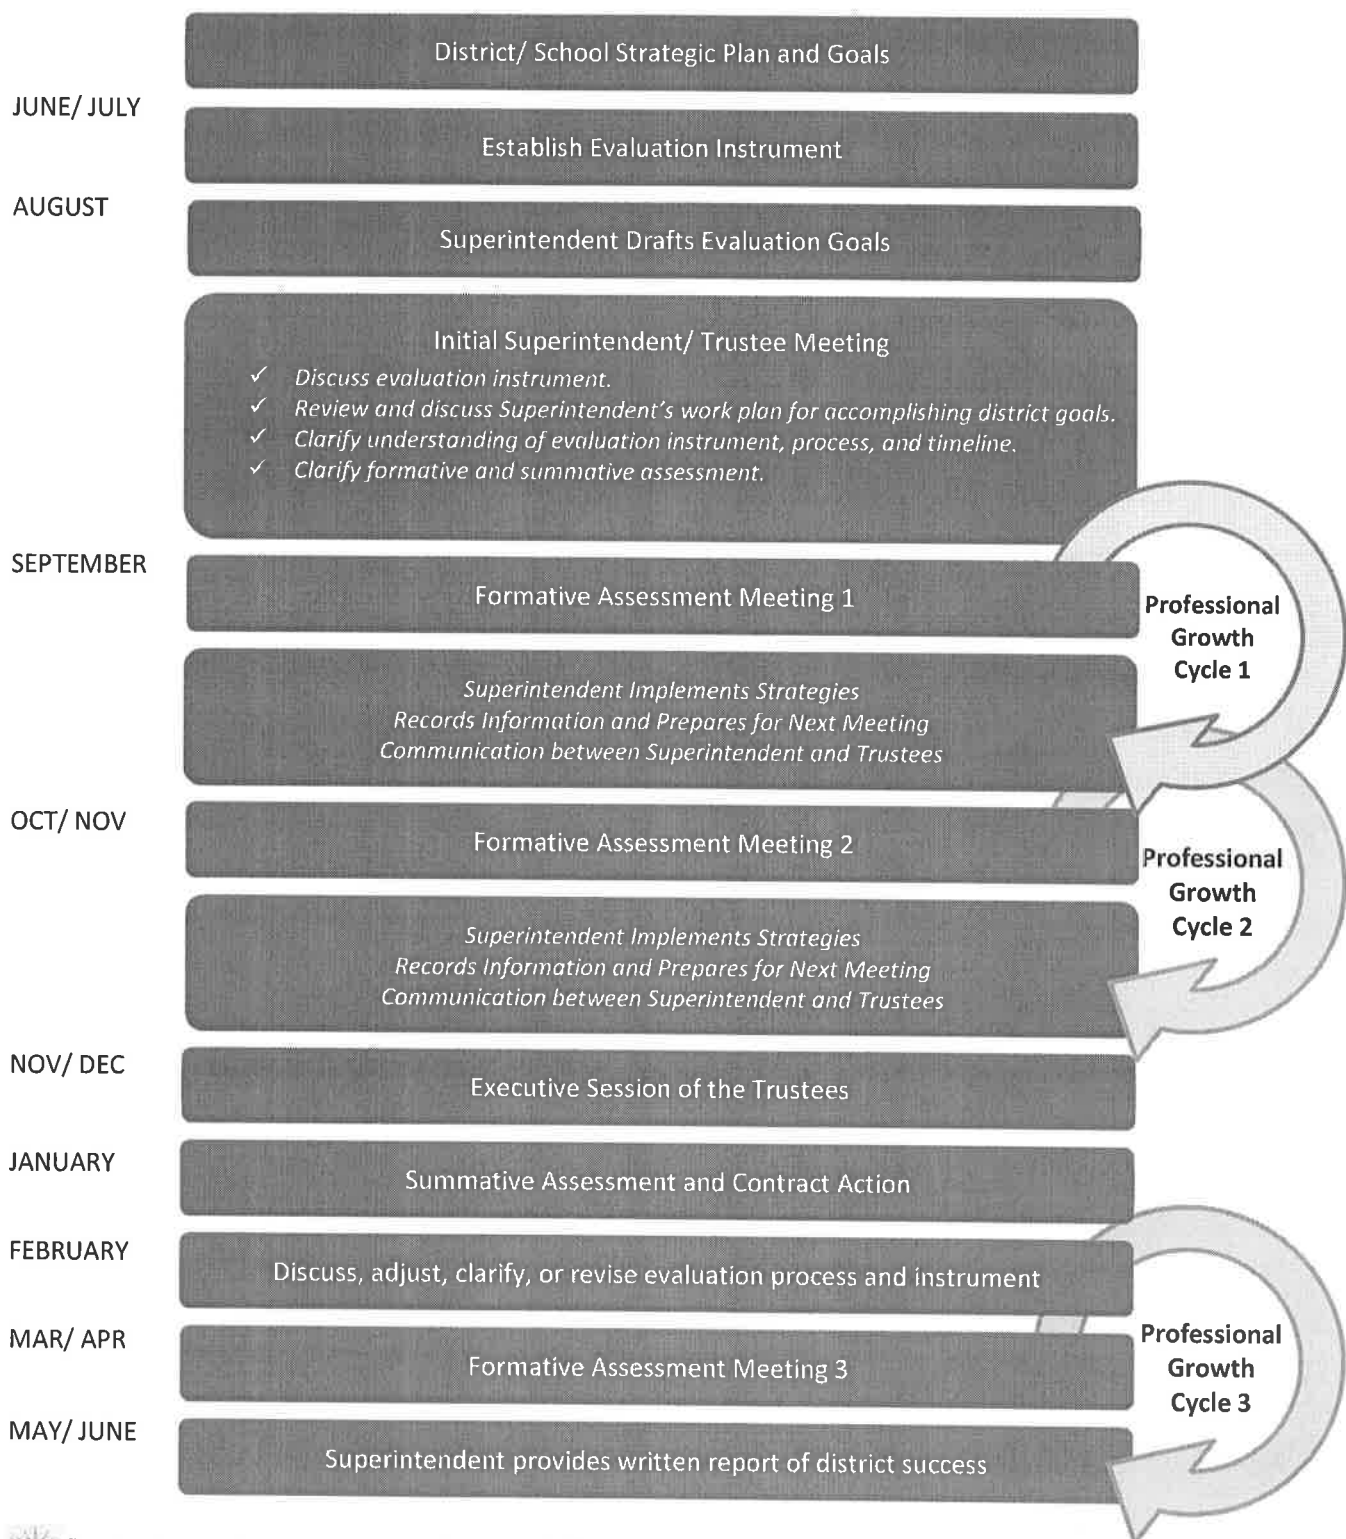 District/ School Strategic Plan and Goals
JUNE/ JULY
Establish Evaluation Instrument
AUGUST
Superintendent Drafts Evaluation Goals
Initial Superintendent/ Trustee Meeting
✓ Discuss evaluation instrument.
✓ Review and discuss Superintendent's work plan for accomplishing district goals.
✓ Clarify understanding of evaluation instrument, process, and timeline.
✓ Clarify formative and summative assessment.
SEPTEMBER
Formative Assessment Meeting 1
Professional
Growth
Cycle 1
Superintendent Implements Strategies
Records Information and Prepares for Next Meeting
Communication between Superintendent and Trustees
OCT/ NOV
Formative Assessment Meeting 2
Professional
Growth
Cycle 2
Superintendent Implements Strategies
Records Information and Prepares for Next Meeting
Communication between Superintendent and Trustees
NOV/ DEC
Executive Session of the Trustees
JANUARY
Summative Assessment and Contract Action
FEBRUARY
Discuss, adjust, clarify, or revise evaluation process and instrument
MAR/ APR
Formative Assessment Meeting 3
Professional
Growth
Cycle 3
MAY/ JUNE
Superintendent provides written report of district success